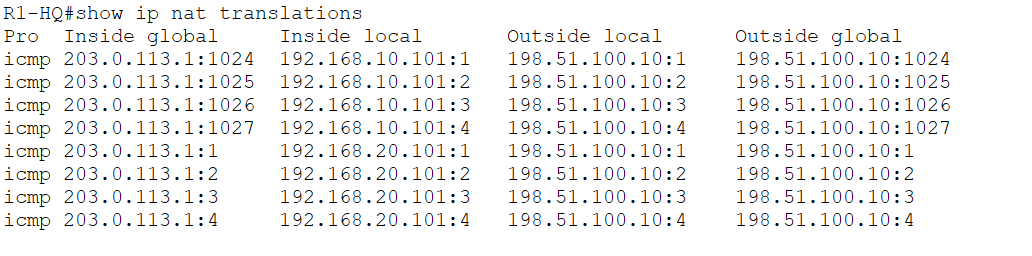 R1-HQ#show ip nat translations
Pro  Inside global     Inside local       Outside local      Outside global
icmp 203.0.113.1:1024  192.168.10.101:1   198.51.100.10:1    198.51.100.10:1024
icmp 203.0.113.1:1025  192.168.10.101:2   198.51.100.10:2    198.51.100.10:1025
icmp 203.0.113.1:1026  192.168.10.101:3   198.51.100.10:3    198.51.100.10:1026
icmp 203.0.113.1:1027  192.168.10.101:4   198.51.100.10:4    198.51.100.10:1027
icmp 203.0.113.1:1     192.168.20.101:1   198.51.100.10:1    198.51.100.10:1
icmp 203.0.113.1:2     192.168.20.101:2   198.51.100.10:2    198.51.100.10:2
icmp 203.0.113.1:3     192.168.20.101:3   198.51.100.10:3    198.51.100.10:3
icmp 203.0.113.1:4     192.168.20.101:4   198.51.100.10:4    198.51.100.10:4